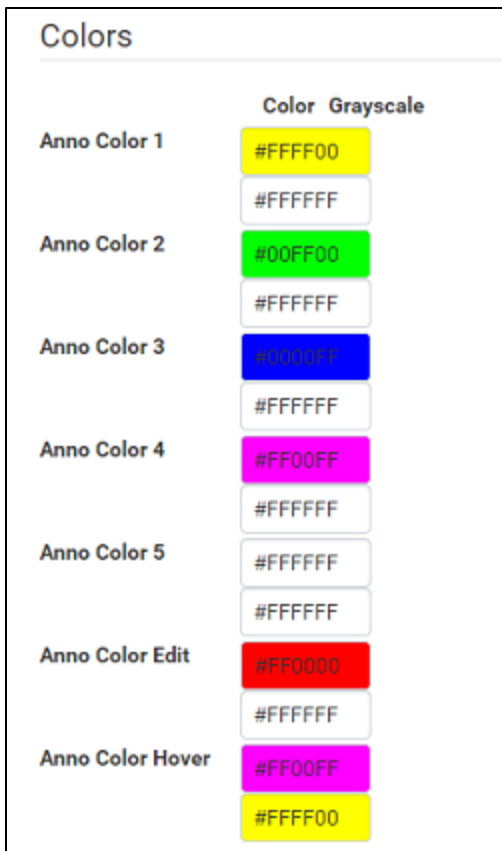 Colors
Color Grayscale
Anno Color 1 #FFFF00
#FFFFFF
Anno Color 2 #00FF00
#FFFFFF
Anno Color 3 #0000FF
#FFFFFF
Anno Color 4 #FF00FF
#FFFFFF
Anno Color 5 #FFFFFF
#FFFFFF
Anno Color Edit #FF0000
#FFFFFF
Anno Color Hover #FF00FF
#FFFF00